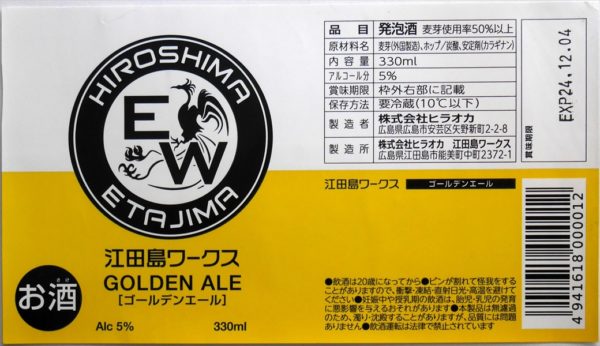 HIROSHIMA
EW
ETAJIMA
江田島ワークス
GOLDEN ALE
[ゴールデンエール]
お酒
さけ
Alc 5% 330ml
品目 発泡酒 麦芽使用率50%以上
原材料名 麦芽(外国製造)、ホップ/炭酸、安定剤(カラギナン)
内容量 330ml
アルコール分 5%
賞味期限 枠外右部に記載
保存方法 要冷蔵(10℃以下)
製造者 株式会社ヒラオカ
広島県広島市安芸区矢野新町2-2-8
製造所 株式会社ヒラオカ 江田島ワークス
広島県江田島市能美町中町2372-1
EXP24.12.04
賞味期限
江田島ワークス ゴールデンエール
●飲酒は20歳になってから●ビンが割れて怪我をする
ことがありますので、衝撃・凍結・直射日光・高温を避けて
ください●妊娠中や授乳期の飲酒は、胎児・乳児の発育
に悪影響を与えるおそれがあります●本製品は無濾過
のため、濁り・沈殿することがありますが、品質には問題
ありません●飲酒運転は法律で禁止されています
4941618000012